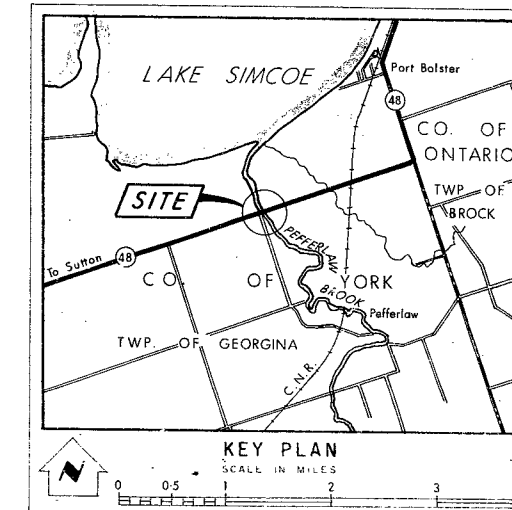 LAKE SIMCOE
Port Bolster
48
CO. OF
ONTARIO
TWP. OF
BROCK
SITE
PEFFERLAW
BROOK
To Sutton
48
CO. OF YORK
Pefferlaw
TWP. OF GEORGINA
C.N.R.
KEY PLAN
SCALE IN MILES
N
0 0·5 1 2 3